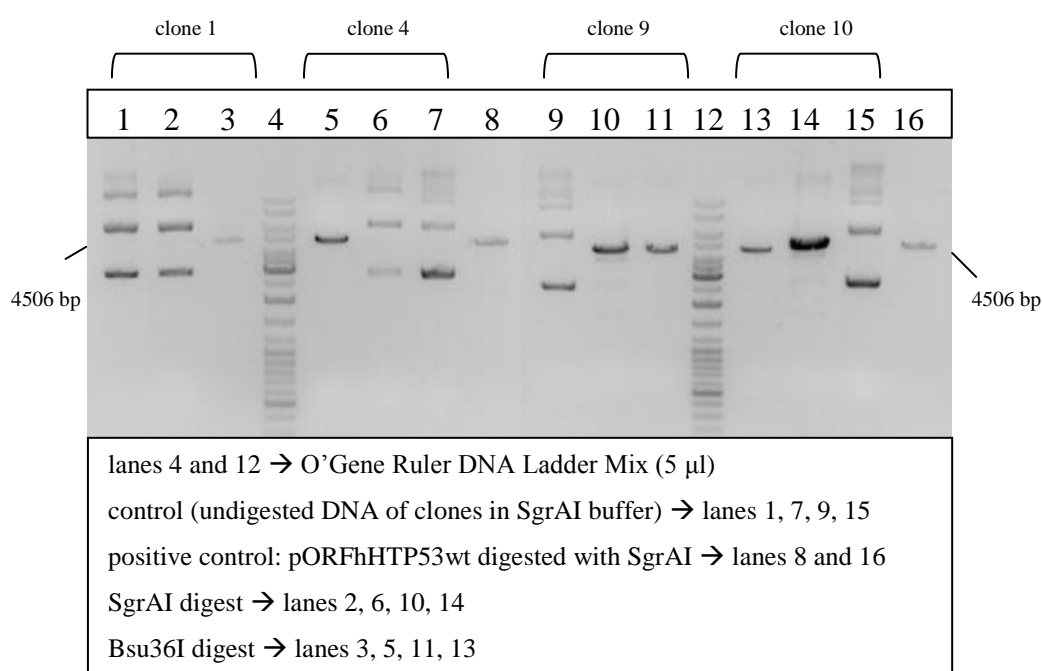 clone 1 clone 4 clone 9 clone 10
1 2 3 4 5 6 7 8 9 10 11 12 13 14 15 16
4506 bp 4506 bp
lanes 4 and 12 → O’Gene Ruler DNA Ladder Mix (5 µl)
control (undigested DNA of clones in SgrAI buffer) → lanes 1, 7, 9, 15
positive control: pORFhHTP53wt digested with SgrAI → lanes 8 and 16
SgrAI digest → lanes 2, 6, 10, 14
Bsu36I digest → lanes 3, 5, 11, 13